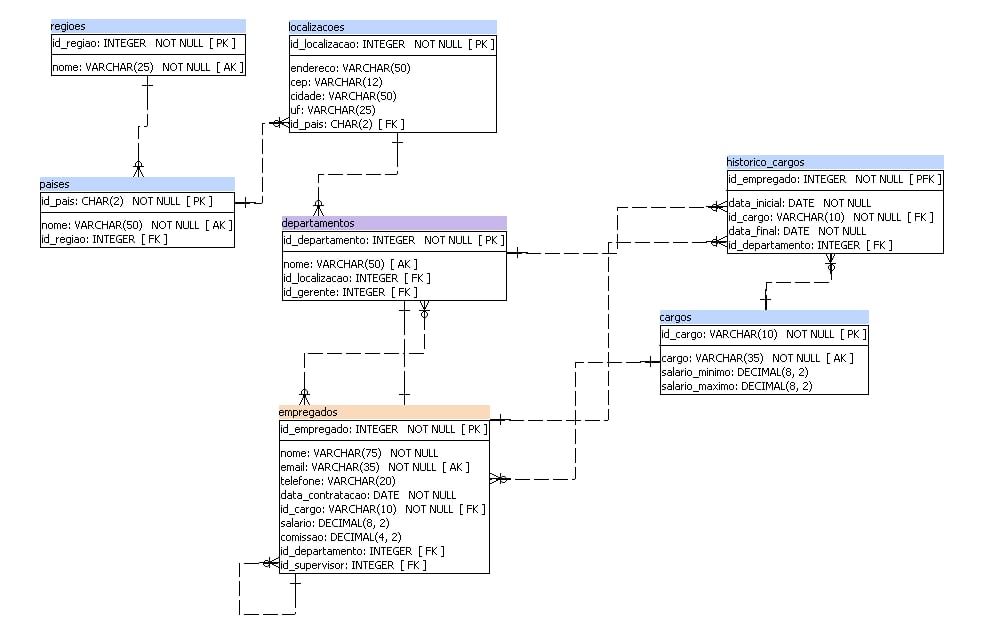 regioes
id_regiao: INTEGER   NOT NULL  [ PK ]
nome: VARCHAR(25)   NOT NULL  [ AK ]
localizacoes
id_localizacao: INTEGER   NOT NULL  [ PK ]
endereco: VARCHAR(50)
cep: VARCHAR(12)
cidade: VARCHAR(50)
uf: VARCHAR(25)
id_pais: CHAR(2)  [ FK ]
paises
id_pais: CHAR(2)   NOT NULL  [ PK ]
nome: VARCHAR(50)   NOT NULL  [ AK ]
id_regiao: INTEGER  [ FK ]
departamentos
id_departamento: INTEGER   NOT NULL  [ PK ]
nome: VARCHAR(50)  [ AK ]
id_localizacao: INTEGER  [ FK ]
id_gerente: INTEGER  [ FK ]
historico_cargos
id_empregado: INTEGER   NOT NULL  [ PFK ]
data_inicial: DATE   NOT NULL
id_cargo: VARCHAR(10)   NOT NULL  [ FK ]
data_final: DATE   NOT NULL
id_departamento: INTEGER  [ FK ]
cargos
id_cargo: VARCHAR(10)   NOT NULL  [ PK ]
cargo: VARCHAR(35)   NOT NULL  [ AK ]
salario_minimo: DECIMAL(8, 2)
salario_maximo: DECIMAL(8, 2)
empregados
id_empregado: INTEGER   NOT NULL  [ PK ]
nome: VARCHAR(75)   NOT NULL
email: VARCHAR(35)   NOT NULL  [ AK ]
telefone: VARCHAR(20)
data_contratacao: DATE   NOT NULL
id_cargo: VARCHAR(10)   NOT NULL  [ FK ]
salario: DECIMAL(8, 2)
comissao: DECIMAL(4, 2)
id_departamento: INTEGER  [ FK ]
id_supervisor: INTEGER  [ FK ]